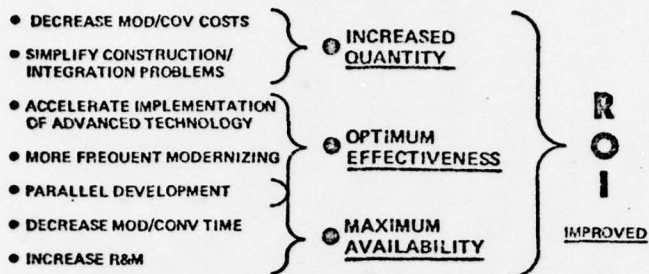 • DECREASE MOD/COV COSTS
• SIMPLIFY CONSTRUCTION/
INTEGRATION PROBLEMS
• ACCELERATE IMPLEMENTATION
OF ADVANCED TECHNOLOGY
• MORE FREQUENT MODERNIZING
• PARALLEL DEVELOPMENT
• DECREASE MOD/CONV TIME
• INCREASE R&M
• INCREASED
QUANTITY
• OPTIMUM
EFFECTIVENESS
• MAXIMUM
AVAILABILITY
R
O
I
IMPROVED